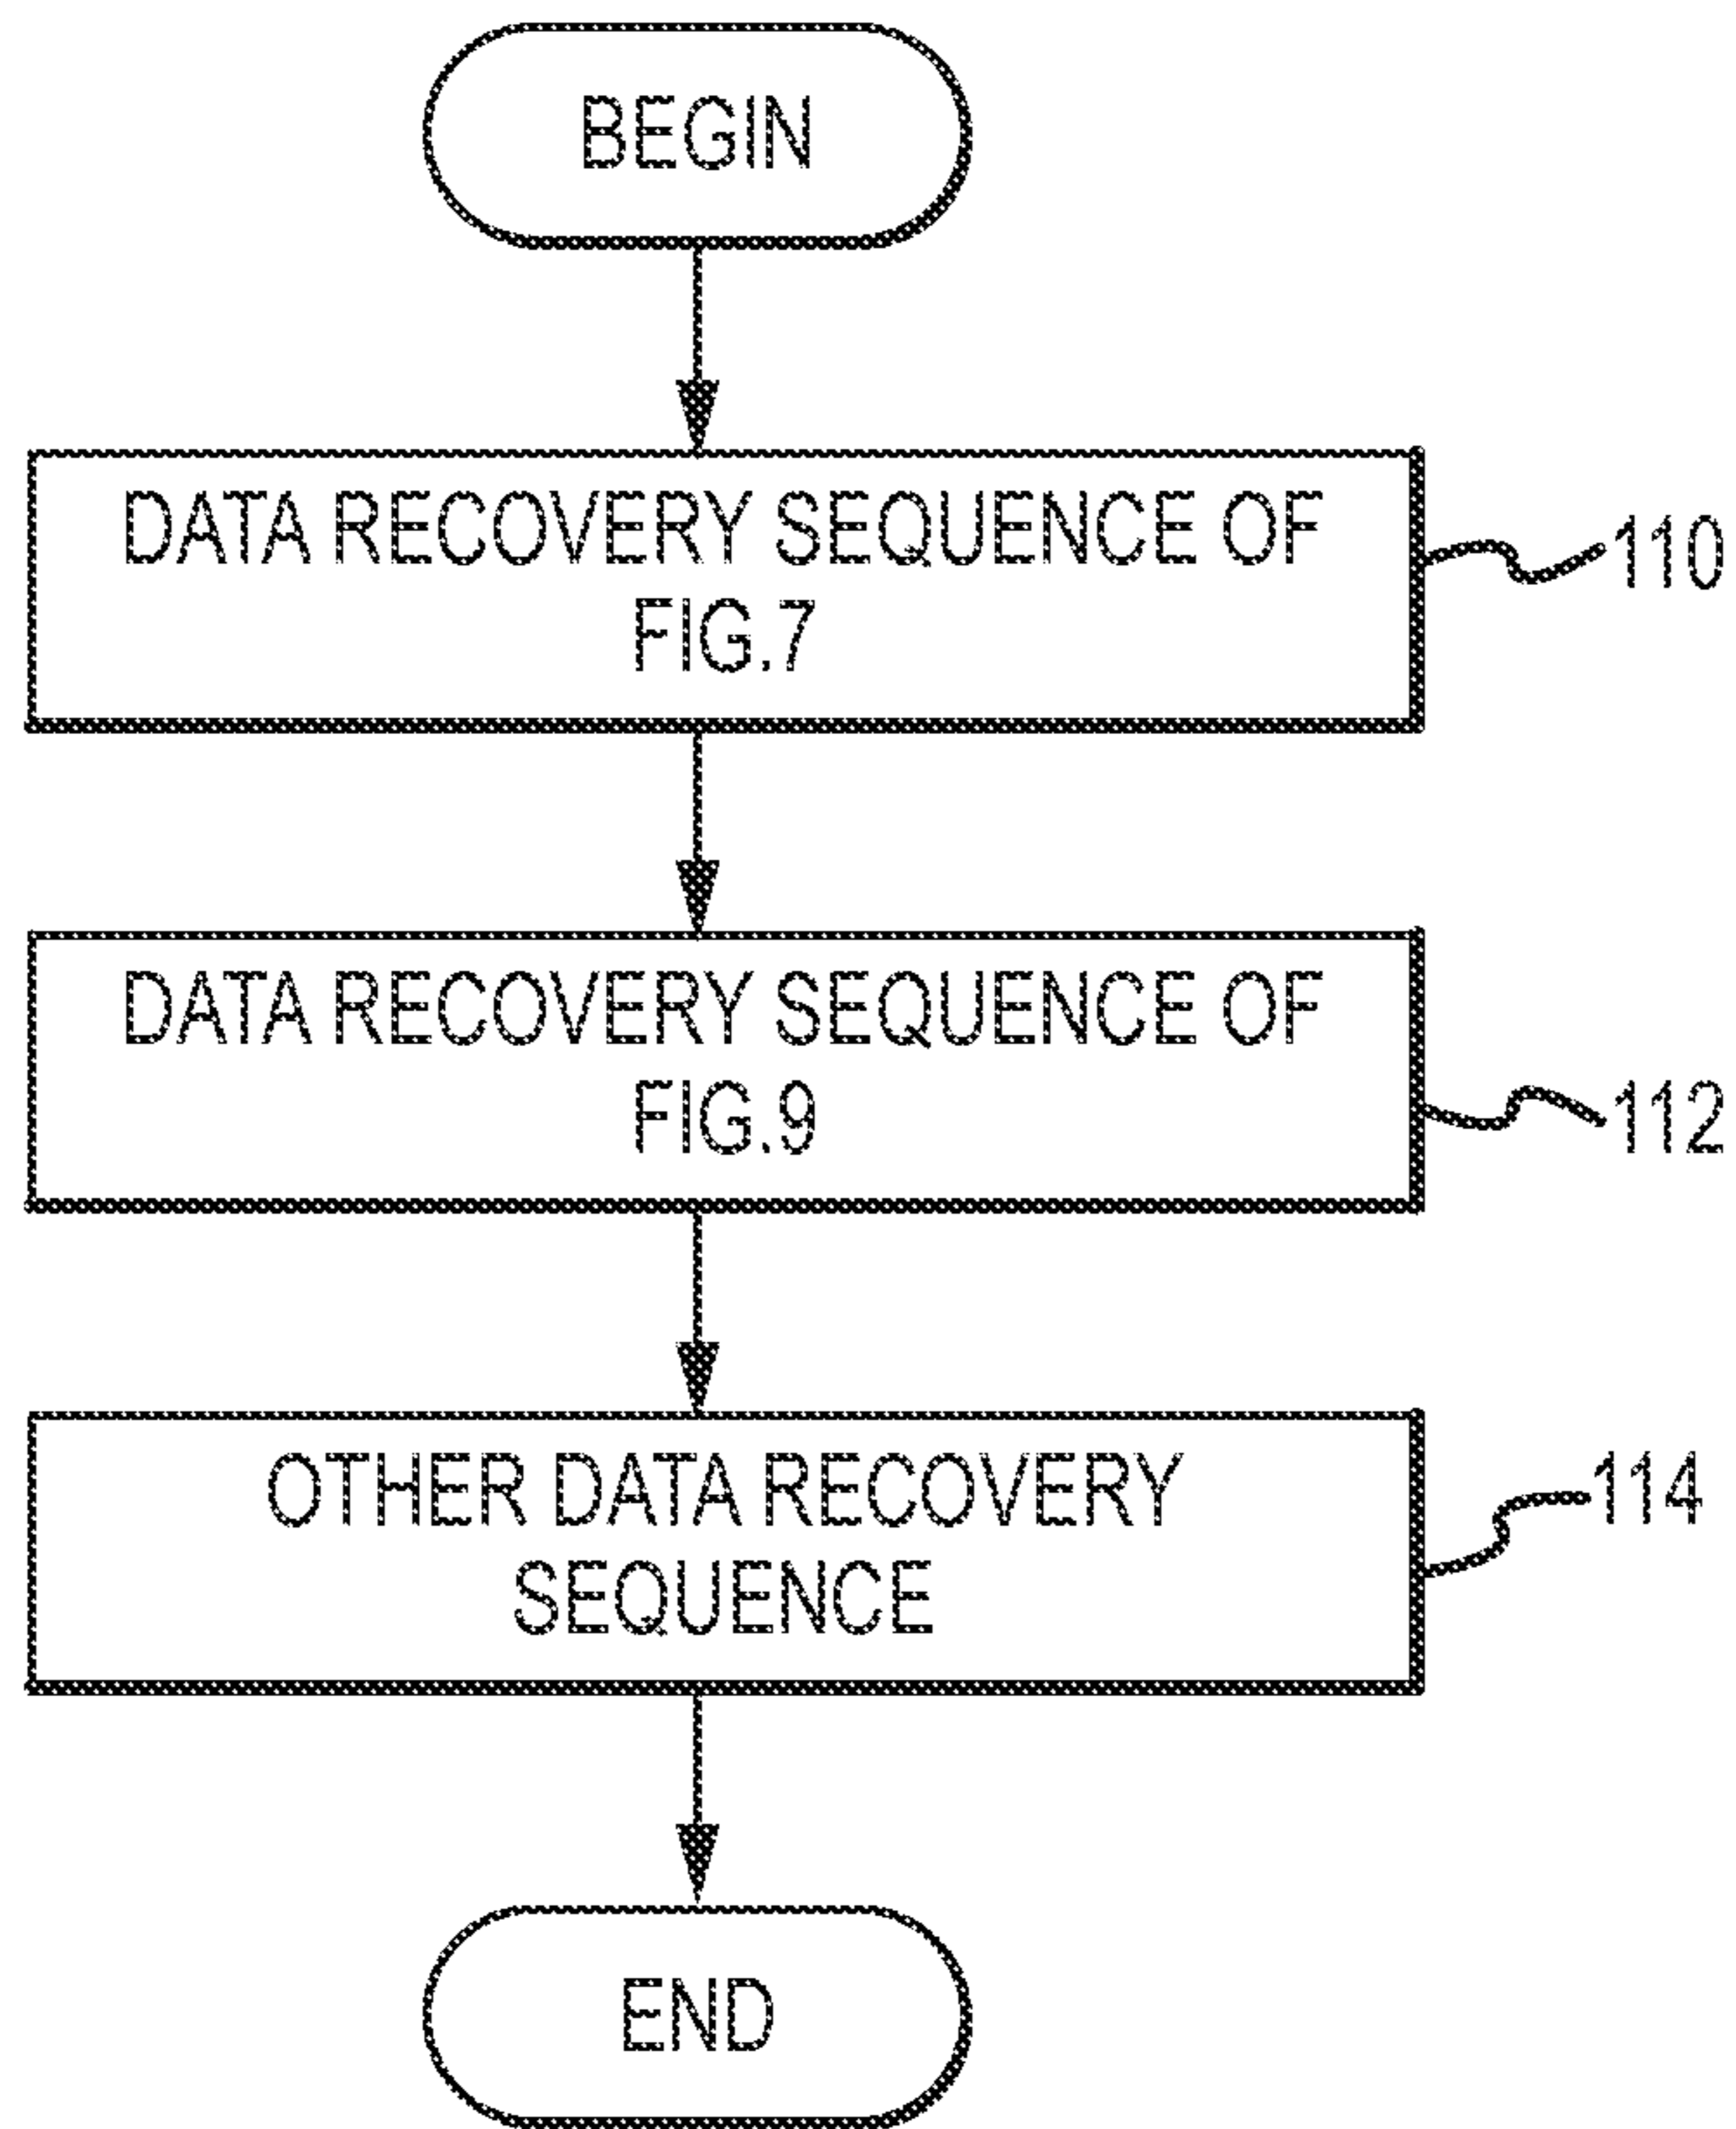 BEGIN
DATA RECOVERY SEQUENCE OF
FIG.7
110
DATA RECOVERY SEQUENCE OF
FIG.9
112
OTHER DATA RECOVERY
SEQUENCE
114
END